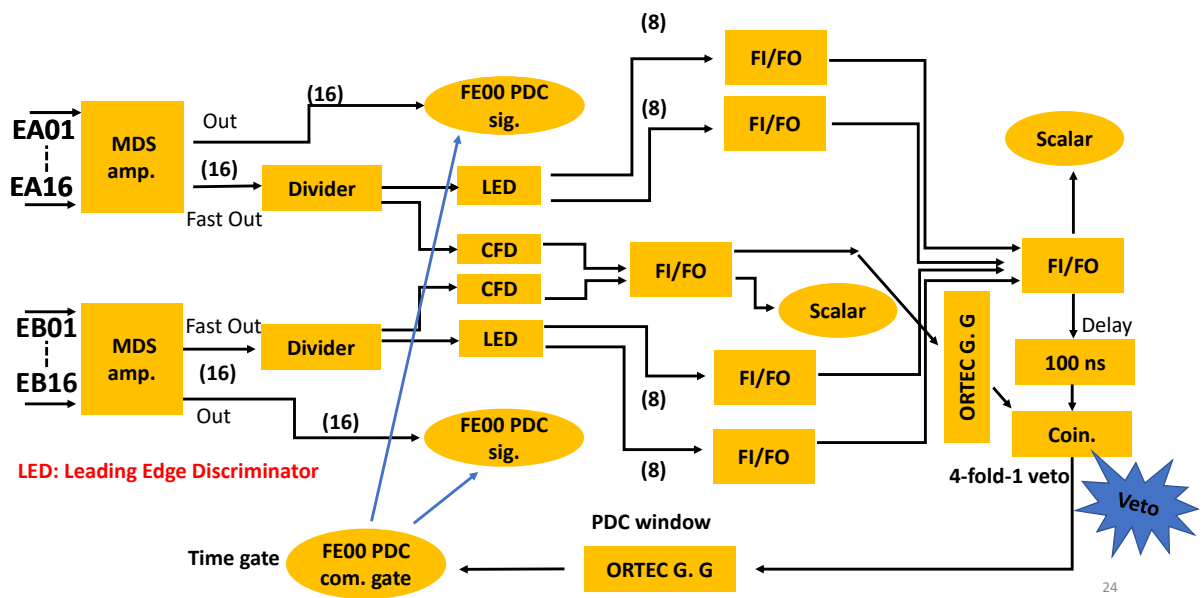 (8)
FI/FO
(16)
FE00 PDC
sig.
(8)
FI/FO
EA01
Out
MDS
amp.
Scalar
(16)
EA16
Divider
LED
Fast Out
CFD
FI/FO
FI/FO
CFD
Scalar
EB01
Fast Out
MDS
amp.
Divider
LED
Delay
ORTEC G. G
100 ns
EB16
(16)
FI/FO
(8)
Out
(16)
FE00 PDC
sig.
Coin.
FI/FO
(8)
LED: Leading Edge Discriminator
4-fold-1 veto
Veto
PDC window
Time gate
FE00 PDC
com. gate
ORTEC G. G
24